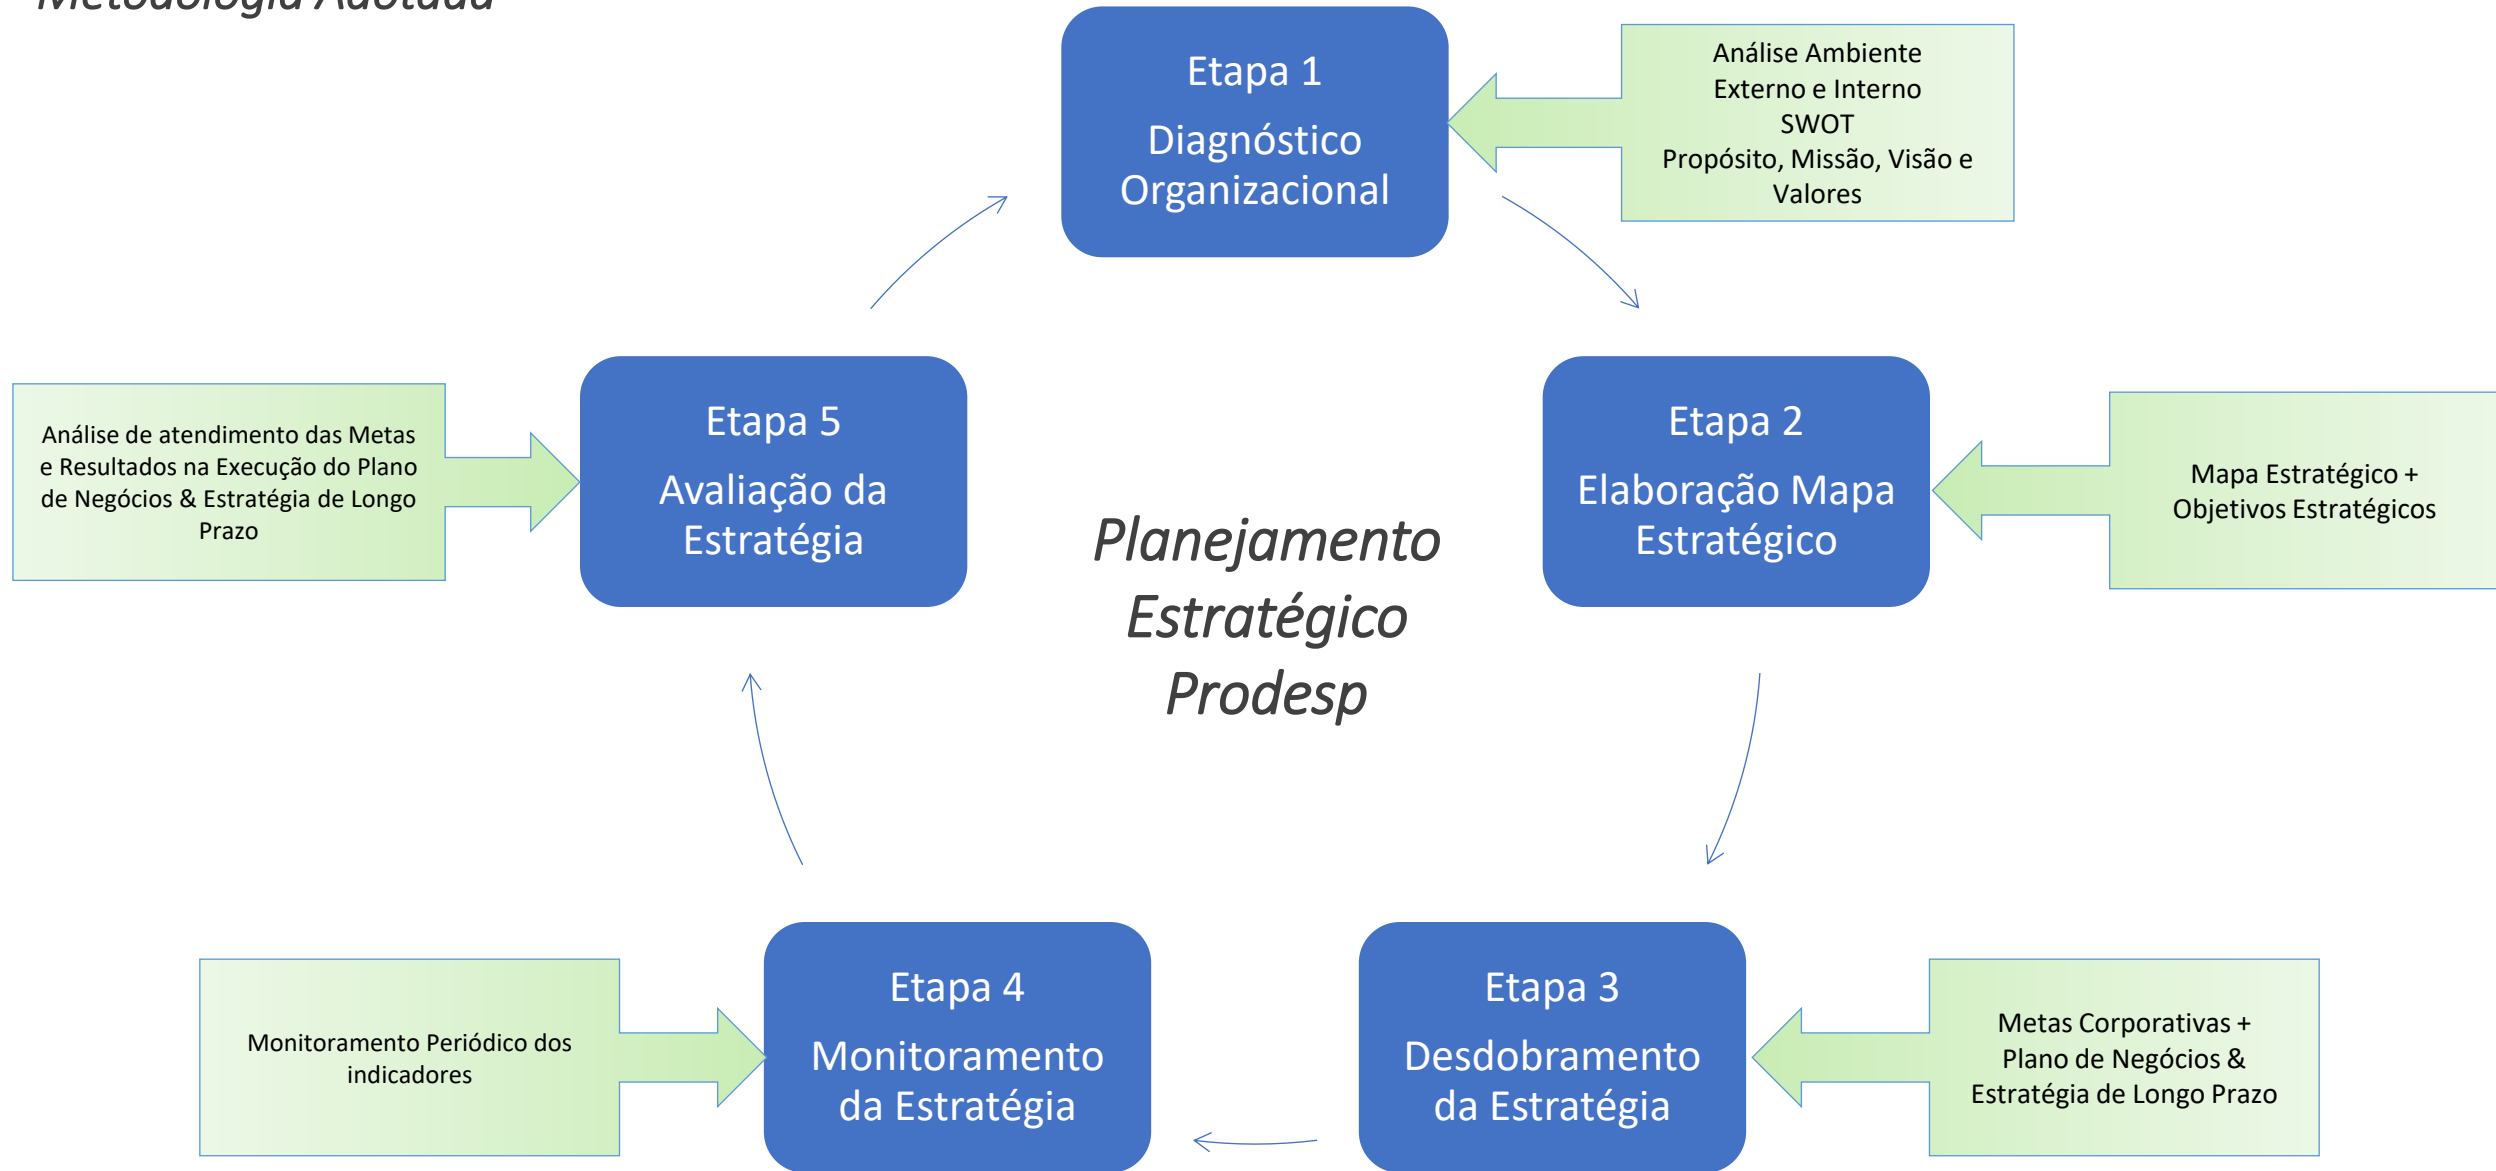 Metodologia Adotada
Etapa 1
Diagnóstico
Organizacional
Análise Ambiente
Externo e Interno
SWOT
Propósito, Missão, Visão e
Valores
Etapa 2
Elaboração Mapa
Estratégico
Mapa Estratégico +
Objetivos Estratégicos
Etapa 3
Desdobramento
da Estratégia
Metas Corporativas +
Plano de Negócios &
Estratégia de Longo Prazo
Etapa 4
Monitoramento
da Estratégia
Monitoramento Periódico dos
indicadores
Etapa 5
Avaliação da
Estratégia
Análise de atendimento das Metas
e Resultados na Execução do Plano
de Negócios & Estratégia de Longo
Prazo
Planejamento
Estratégico
Prodesp